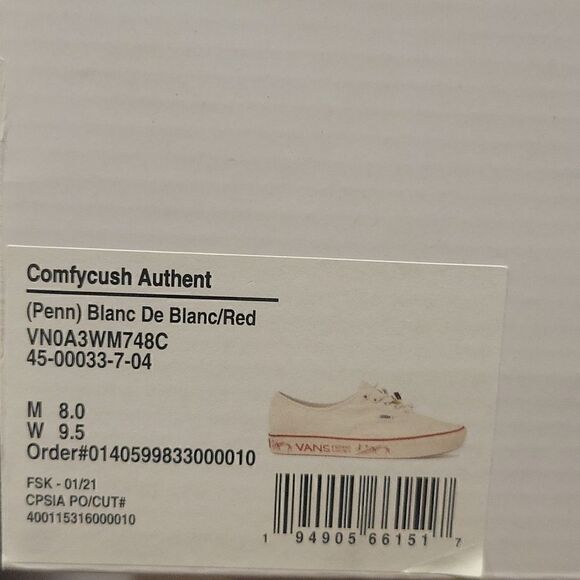 Comfycush Authent
(Penn) Blanc De Blanc/Red
VN0A3WM748C
45-00033-7-04
M 8.0
W 9.5
Order#0140599833000010
VANS
FSK - 01/21
CPSIA PO/CUT#
400115316000010
1 94905 66151 7